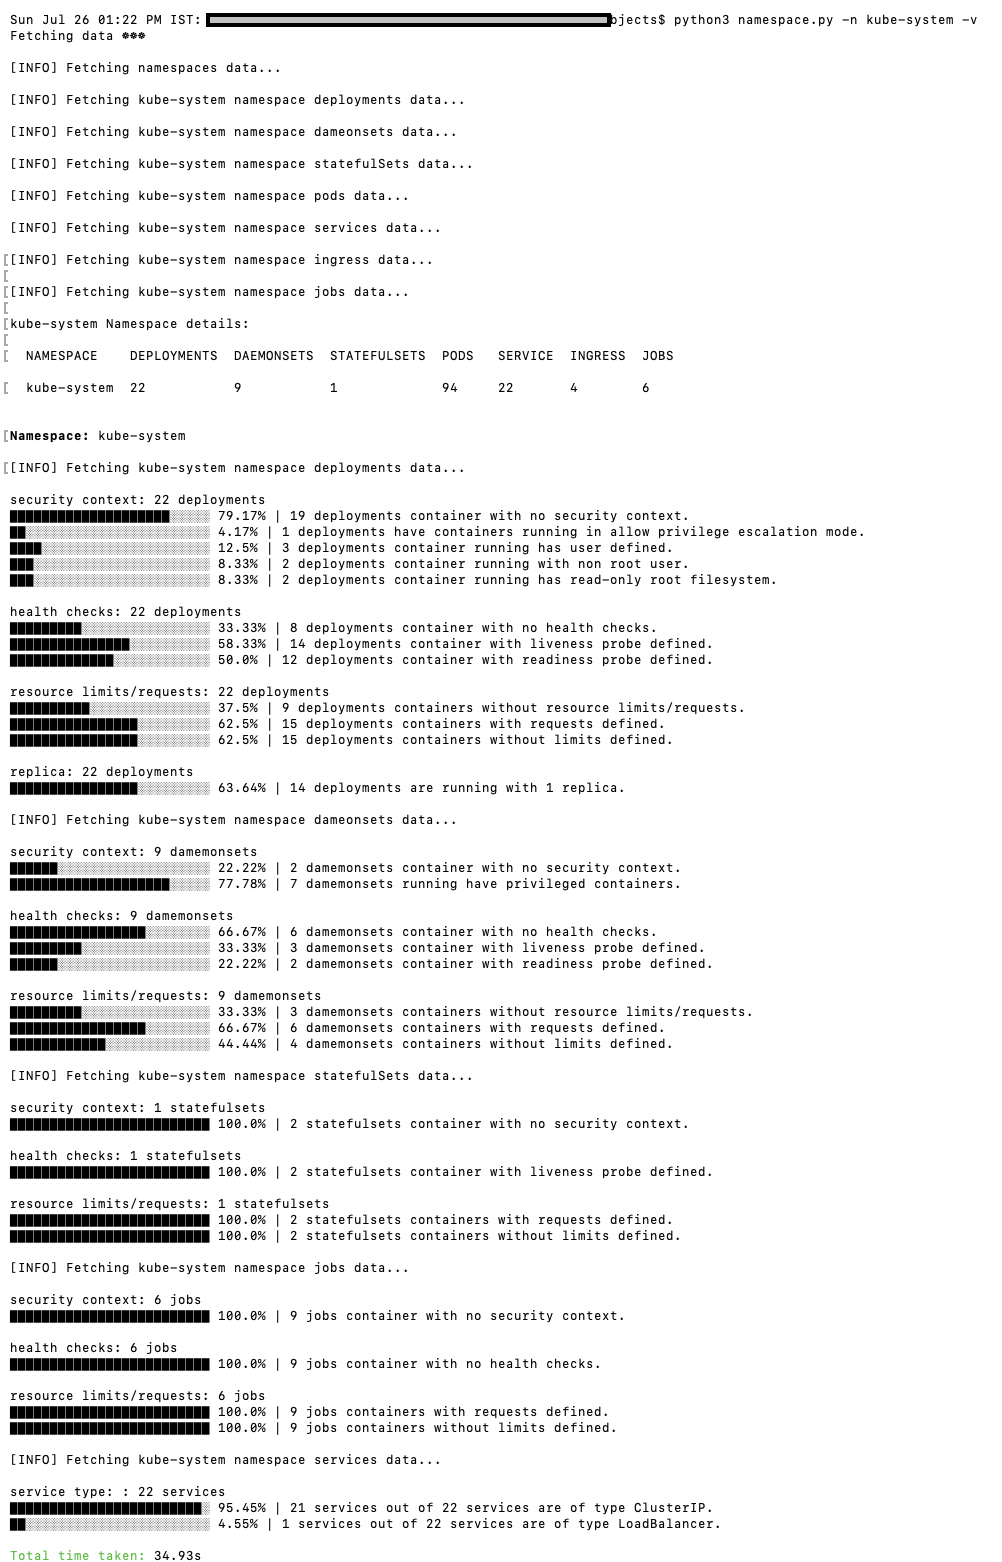 Sun Jul 26 01:22 PM IST: bjects$ python3 namespace.py -n kube-system -v
Fetching data ☸☸☸
[INFO] Fetching namespaces data...
[INFO] Fetching kube-system namespace deployments data...
[INFO] Fetching kube-system namespace dameonsets data...
[INFO] Fetching kube-system namespace statefulSets data...
[INFO] Fetching kube-system namespace pods data...
[INFO] Fetching kube-system namespace services data...
[[INFO] Fetching kube-system namespace ingress data...
[
[[INFO] Fetching kube-system namespace jobs data...
[
[kube-system Namespace details:
[
[ NAMESPACE DEPLOYMENTS DAEMONSETS STATEFULSETS PODS SERVICE INGRESS JOBS
[ kube-system 22 9 1 94 22 4 6
[Namespace: kube-system
[[INFO] Fetching kube-system namespace deployments data...
security context: 22 deployments
79.17% | 19 deployments container with no security context.
4.17% | 1 deployments have containers running in allow privilege escalation mode.
12.5% | 3 deployments container running has user defined.
8.33% | 2 deployments container running with non root user.
8.33% | 2 deployments container running has read-only root filesystem.
health checks: 22 deployments
33.33% | 8 deployments container with no health checks.
58.33% | 14 deployments container with liveness probe defined.
50.0% | 12 deployments container with readiness probe defined.
resource limits/requests: 22 deployments
37.5% | 9 deployments containers without resource limits/requests.
62.5% | 15 deployments containers with requests defined.
62.5% | 15 deployments containers without limits defined.
replica: 22 deployments
63.64% | 14 deployments are running with 1 replica.
[INFO] Fetching kube-system namespace dameonsets data...
security context: 9 damemonsets
22.22% | 2 damemonsets container with no security context.
77.78% | 7 damemonsets running have privileged containers.
health checks: 9 damemonsets
66.67% | 6 damemonsets container with no health checks.
33.33% | 3 damemonsets container with liveness probe defined.
22.22% | 2 damemonsets container with readiness probe defined.
resource limits/requests: 9 damemonsets
33.33% | 3 damemonsets containers without resource limits/requests.
66.67% | 6 damemonsets containers with requests defined.
44.44% | 4 damemonsets containers without limits defined.
[INFO] Fetching kube-system namespace statefulSets data...
security context: 1 statefulsets
100.0% | 2 statefulsets container with no security context.
health checks: 1 statefulsets
100.0% | 2 statefulsets container with liveness probe defined.
resource limits/requests: 1 statefulsets
100.0% | 2 statefulsets containers with requests defined.
100.0% | 2 statefulsets containers without limits defined.
[INFO] Fetching kube-system namespace jobs data...
security context: 6 jobs
100.0% | 9 jobs container with no security context.
health checks: 6 jobs
100.0% | 9 jobs container with no health checks.
resource limits/requests: 6 jobs
100.0% | 9 jobs containers with requests defined.
100.0% | 9 jobs containers without limits defined.
[INFO] Fetching kube-system namespace services data...
service type: : 22 services
95.45% | 21 services out of 22 services are of type ClusterIP.
4.55% | 1 services out of 22 services are of type LoadBalancer.
Total time taken: 34.93s